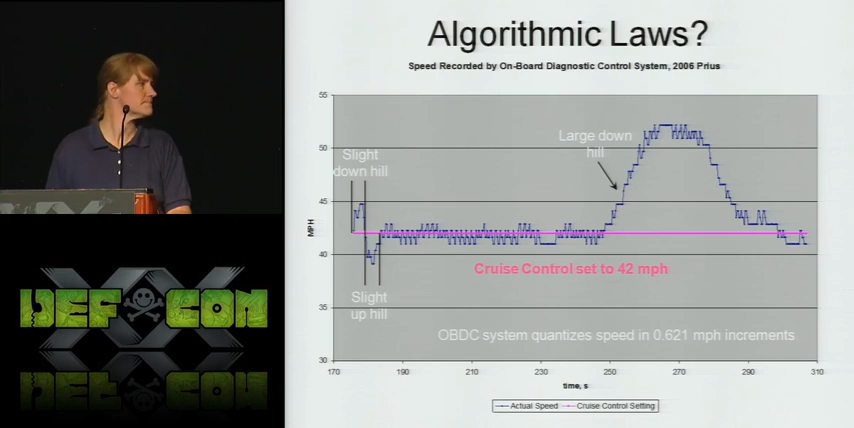 Algorithmic Laws?
Speed Recorded by On-Board Diagnostic Control System, 2006 Prius
55
50
45
40
35
30
MPH
Slight
down hill
Large down
hill
Cruise Control set to 42 mph
Slight
up hill
OBDC system quantizes speed in 0.621 mph increments
170
190
210
230
250
270
290
310
time, s
Actual Speed
Cruise Control Setting
XX
DEF CON
DEF CON